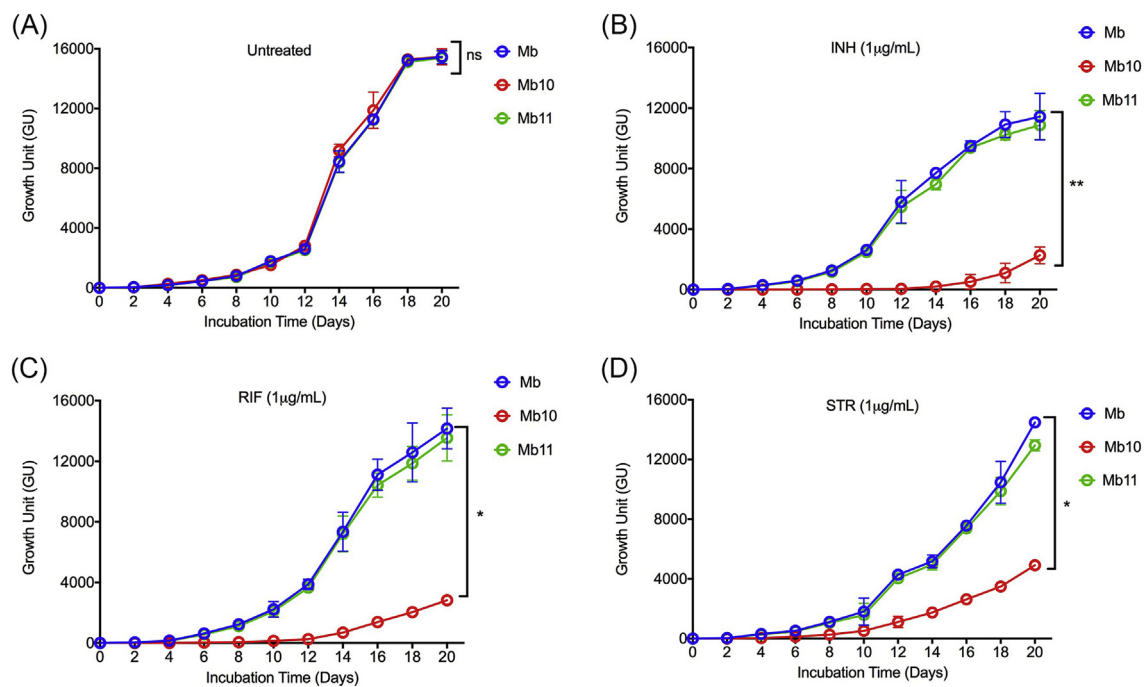 (A)
Untreated
16000
12000
8000
4000
0
Growth Unit (GU)
0 2 4 6 8 10 12 14 16 18 20
Incubation Time (Days)
ns
Mb
Mb10
Mb11
(B)
INH (1µg/mL)
16000
12000
8000
4000
0
Growth Unit (GU)
0 2 4 6 8 10 12 14 16 18 20
Incubation Time (Days)
**
Mb
Mb10
Mb11
(C)
RIF (1µg/mL)
16000
12000
8000
4000
0
Growth Unit (GU)
0 2 4 6 8 10 12 14 16 18 20
Incubation Time (Days)
*
Mb
Mb10
Mb11
(D)
STR (1µg/mL)
16000
12000
8000
4000
0
Growth Unit (GU)
0 2 4 6 8 10 12 14 16 18 20
Incubation Time (Days)
*
Mb
Mb10
Mb11